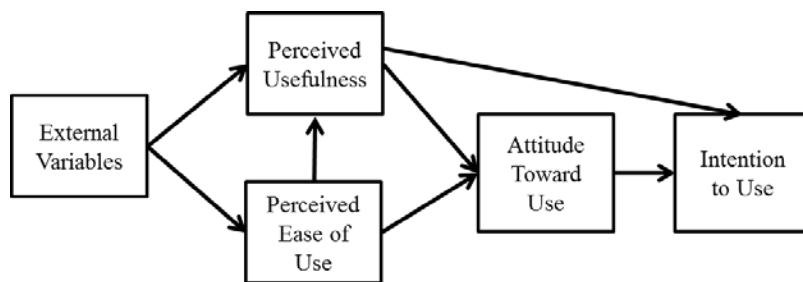 External
Variables
Perceived
Usefulness
Perceived
Ease of
Use
Attitude
Toward
Use
Intention
to Use